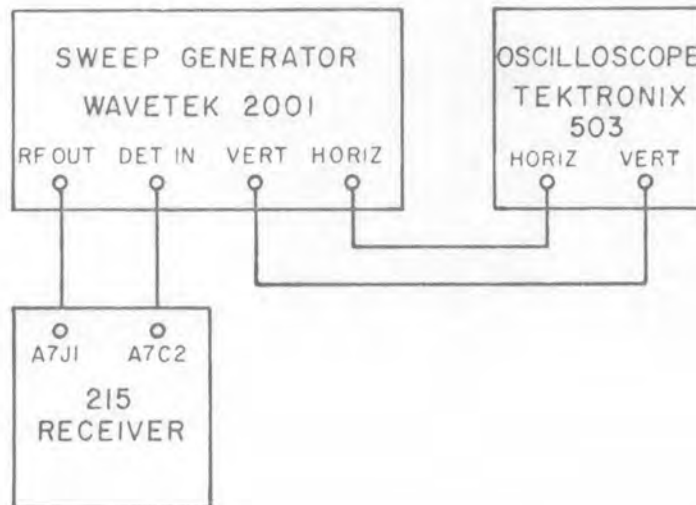 SWEEP GENERATOR
WAVETEK 2001
RF OUT DET IN VERT HORIZ
OSCILLOSCOPE
TEKTRONIX
503
HORIZ VERT
A7J1 A7C2
215
RECEIVER